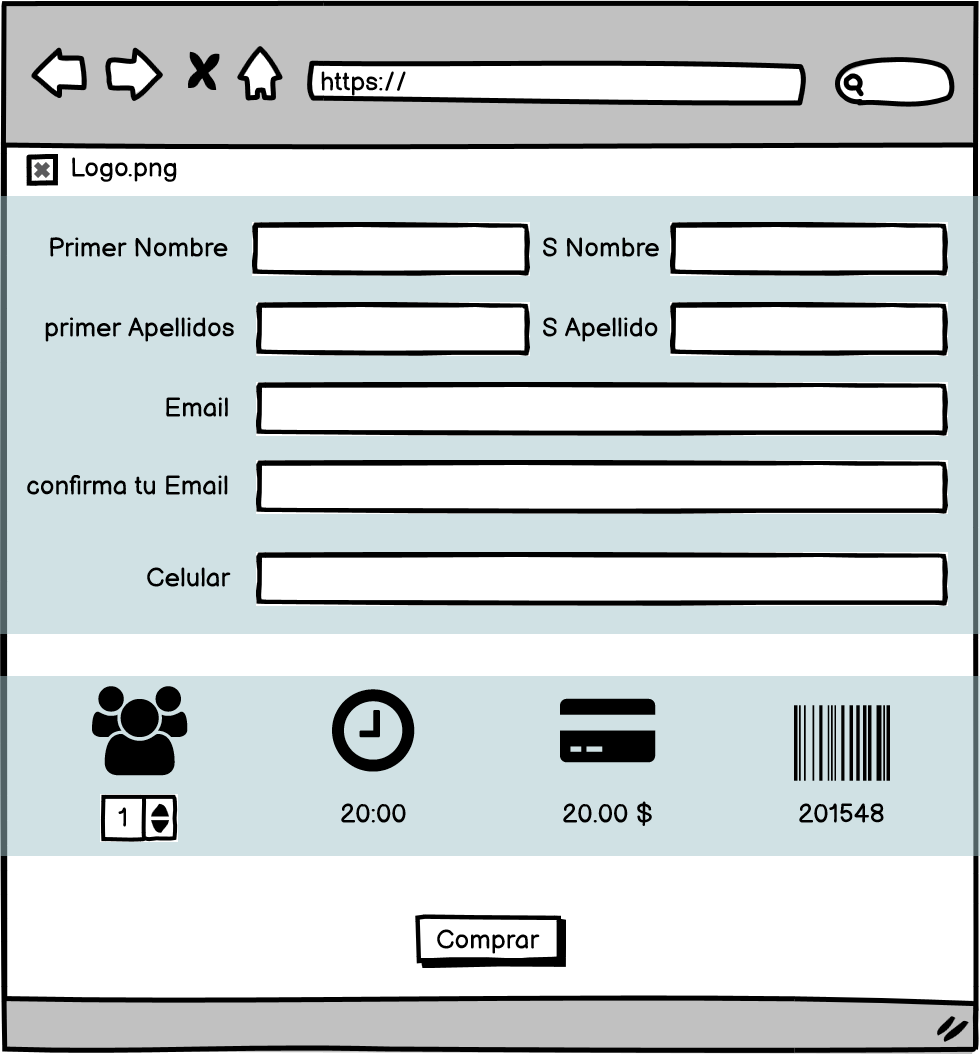 https://
Logo.png
Primer Nombre
S Nombre
primer Apellidos
S Apellido
Email
confirma tu Email
Celular
1
20:00
20.00 $
201548
Comprar